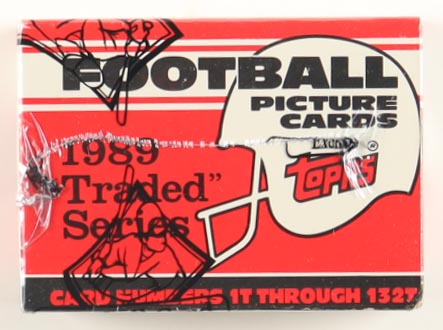 FOOTBALL
PICTURE
CARDS
1989
"Traded"
Series
TOPPS®
CARD NUMBERS 1T THROUGH 132T